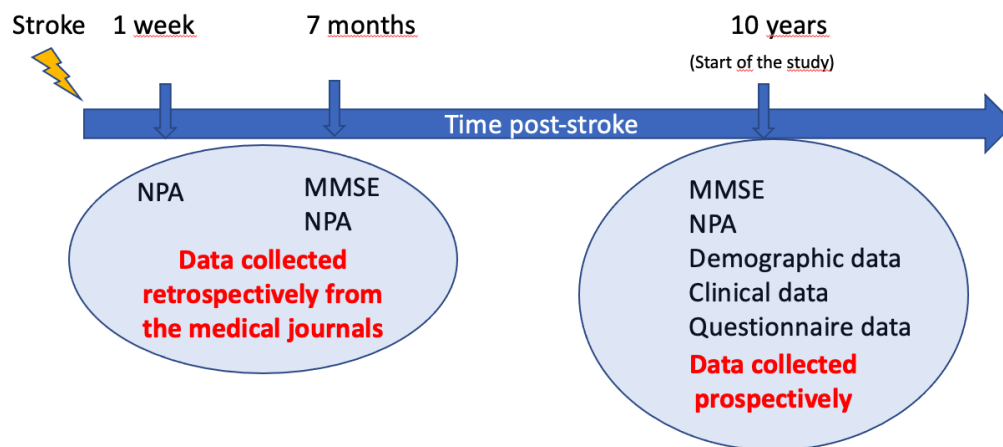 Stroke
1 week
7 months
10 years
(Start of the study)
Time post-stroke
NPA
MMSE
NPA
Data collected
retrospectively from
the medical journals
MMSE
NPA
Demographic data
Clinical data
Questionnaire data
Data collected
prospectively